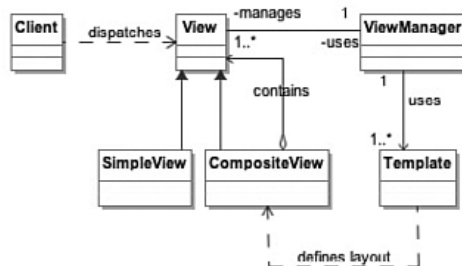 Client
dispatches
View
-manages
1
1..*
-uses
ViewManager
contains
1
uses
1..*
SimpleView
CompositeView
Template
defines layout